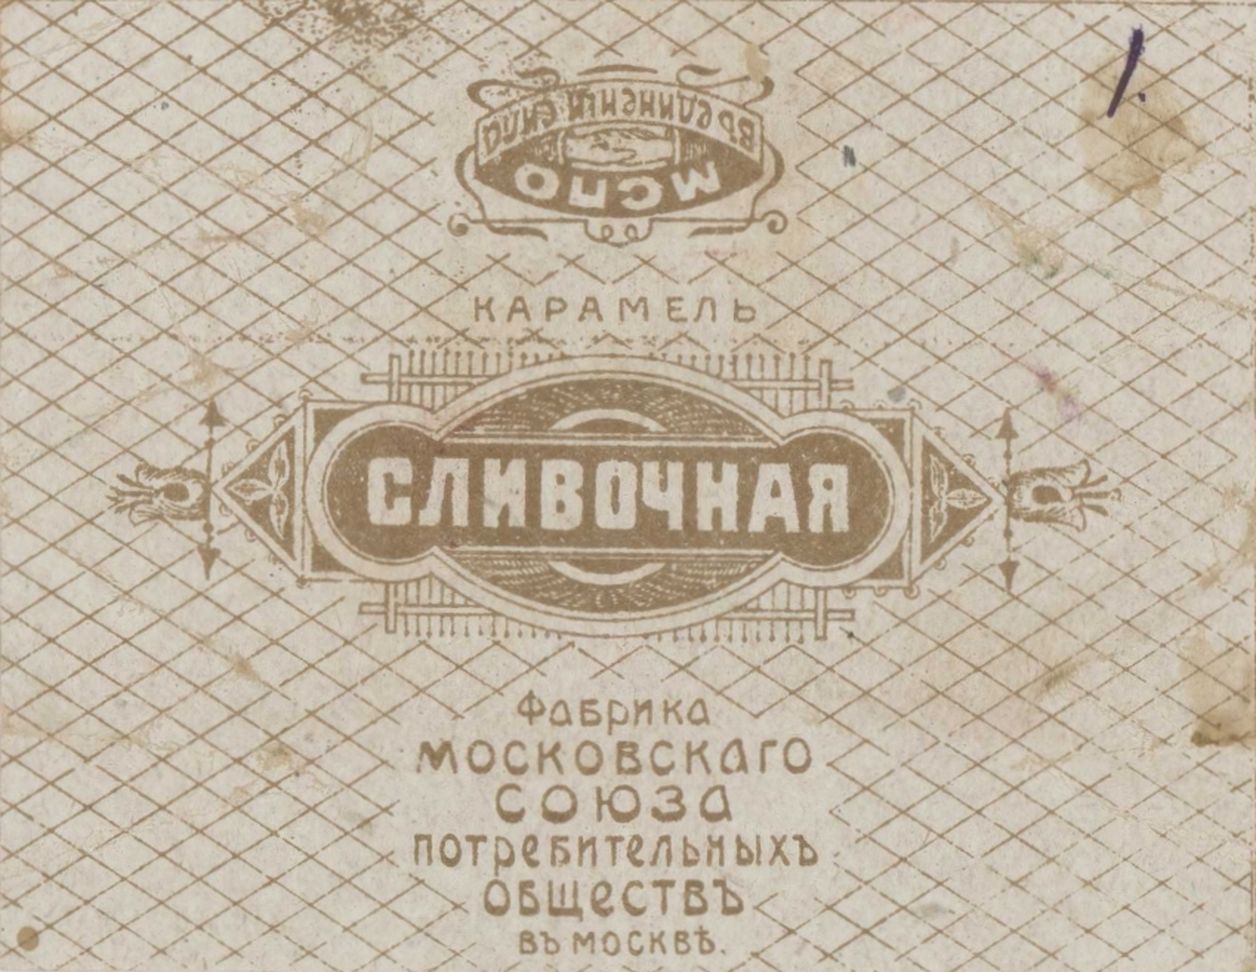 ВЪ ЕДИНЕНІИ СИЛА
МСПО
КАРАМЕЛЬ
СЛИВОЧНАЯ
Фабрика
МОСКОВСКАГО
СОЮЗА
ПОТРЕБИТЕЛЬНЫХЪ
ОБЩЕСТВЪ
ВЪ МОСКВѢ.